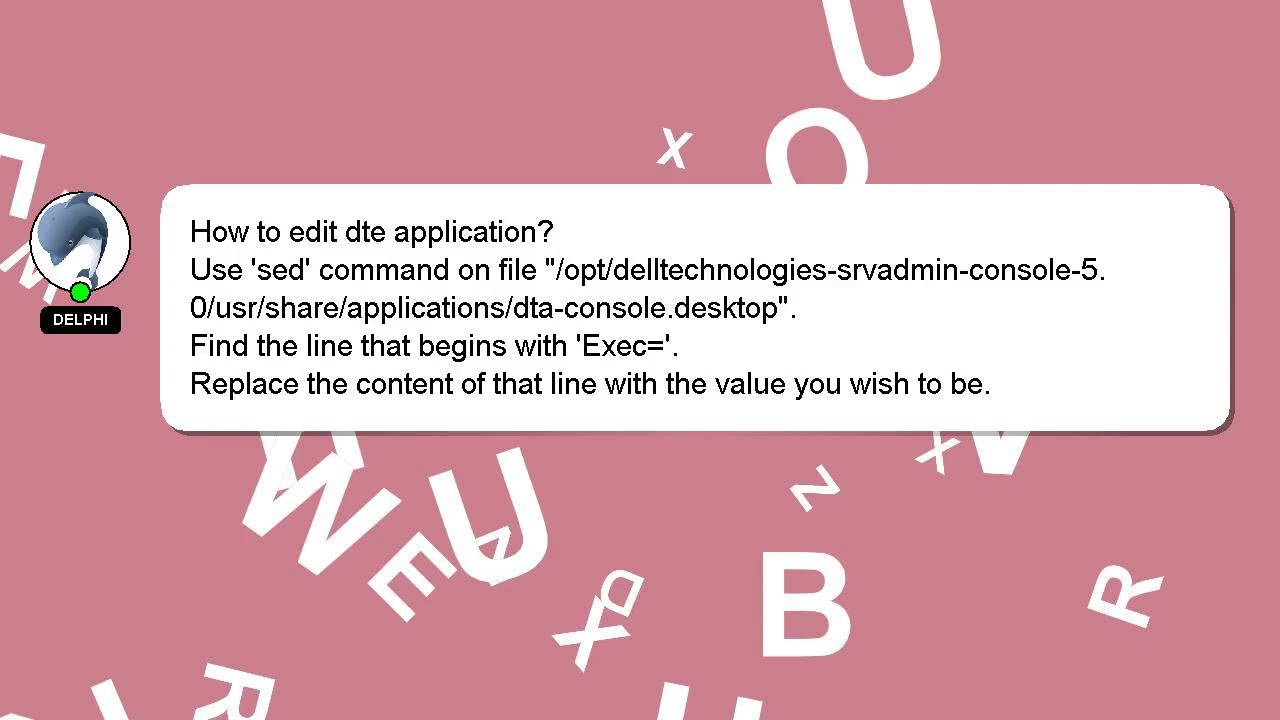 How to edit dte application?
Use 'sed' command on file "/opt/delltechnologies-srvadmin-console-5.
0/usr/share/applications/dta-console.desktop".
Find the line that begins with 'Exec='.
Replace the content of that line with the value you wish to be.
DELPHI
U
O
X
M
W
E
U
Z
X
N
D
X
B
R
R